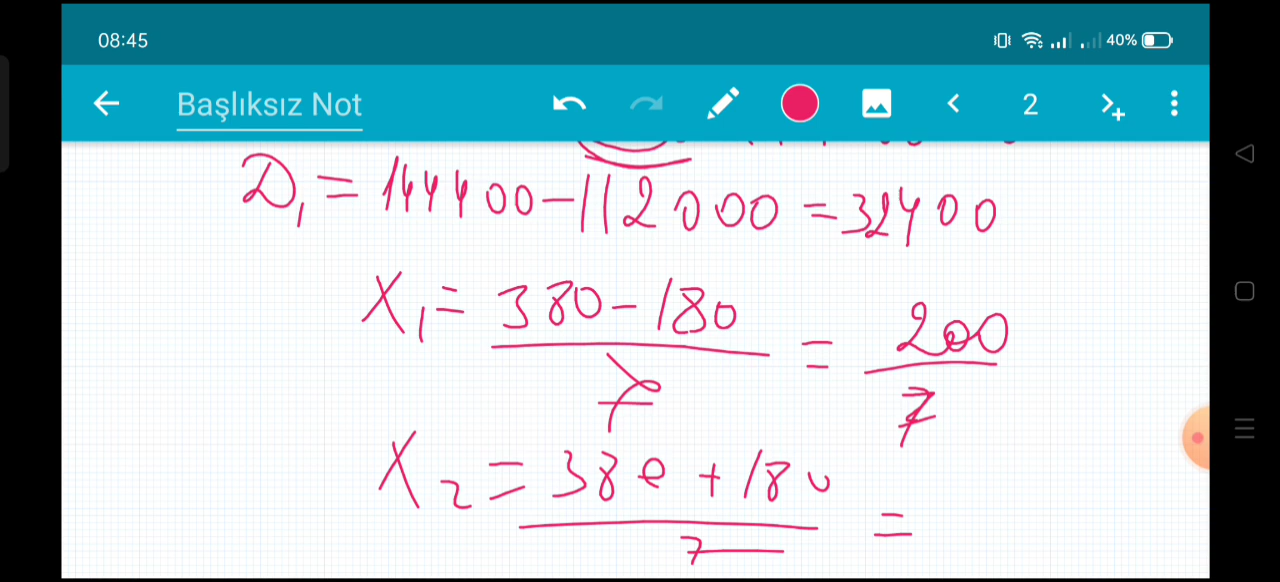 08:45 40%
Başlıksız Not 2
D₁ = 144400 - 112000 = 32400
X₁ = 380 - 180 / 7 = 200 / 7
X₂ = 380 + 180 / 7 =